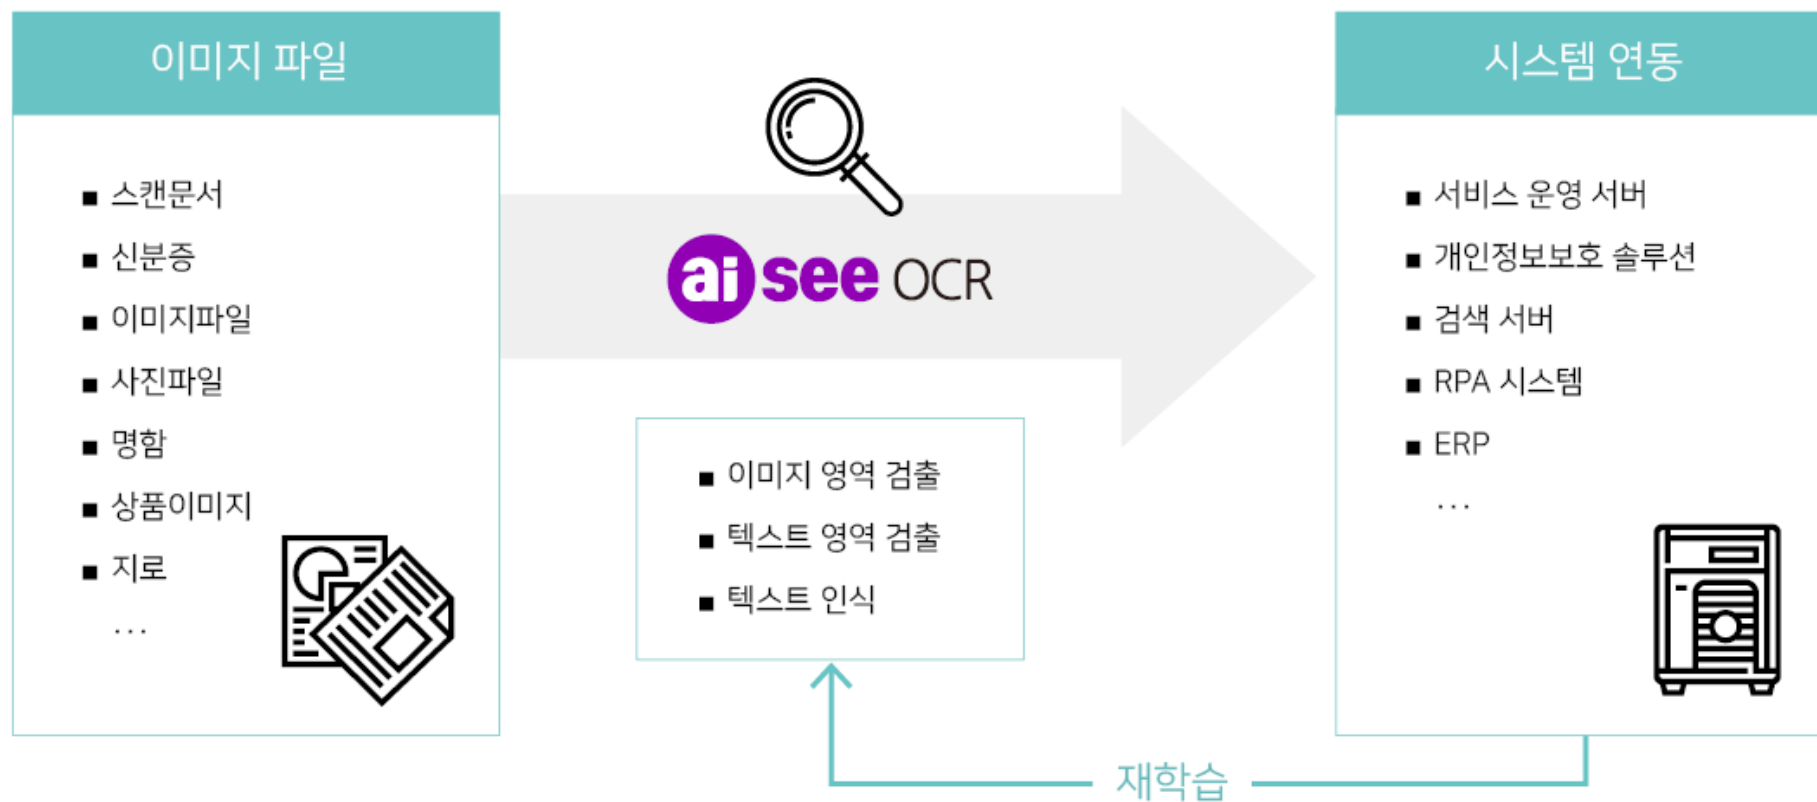 이미지 파일
스캔문서
신분증
이미지파일
사진파일
명함
상품이미지
지로
...
ai see OCR
이미지 영역 검출
텍스트 영역 검출
텍스트 인식
시스템 연동
서비스 운영 서버
개인정보보호 솔루션
검색 서버
RPA 시스템
ERP
...
재학습